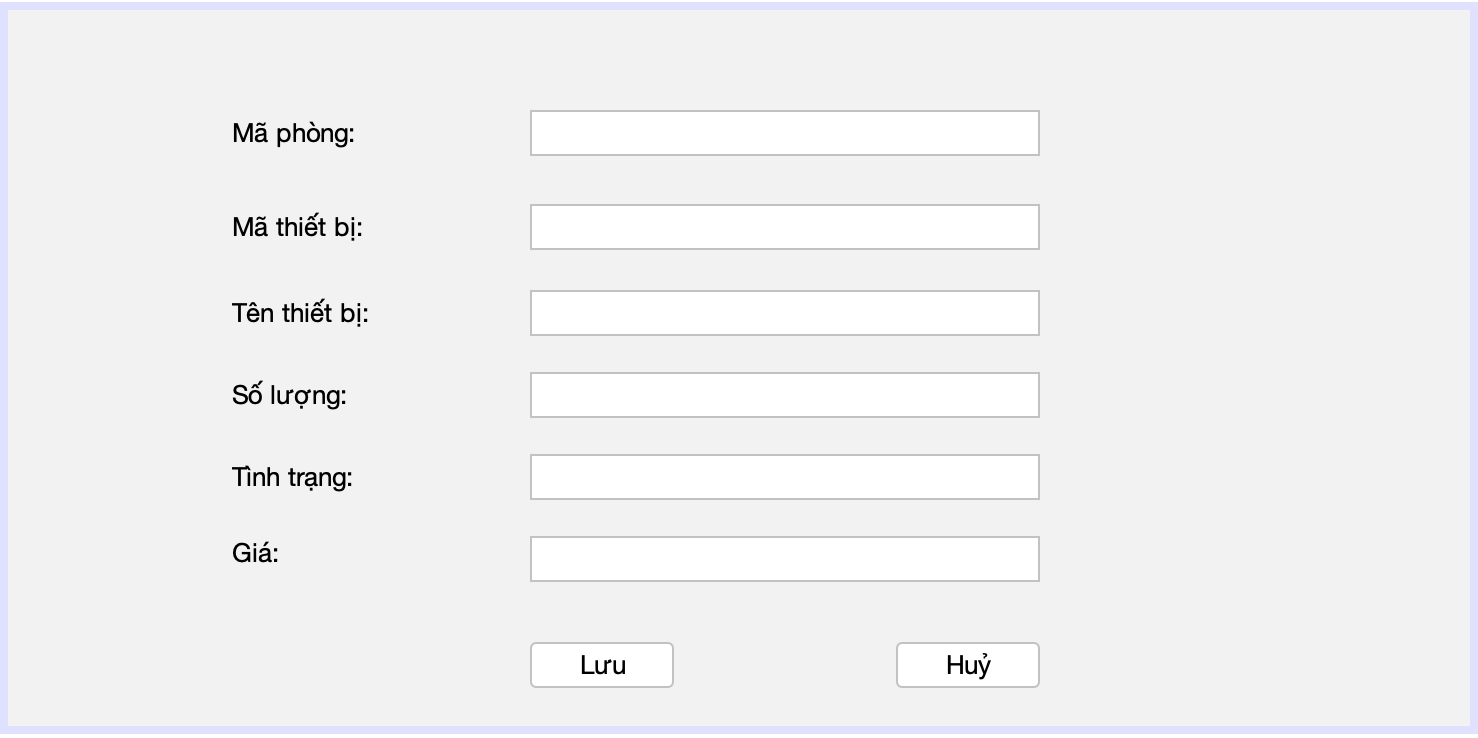 Mã phòng:
Mã thiết bị:
Tên thiết bị:
Số lượng:
Tình trạng:
Giá:
Lưu Huỷ